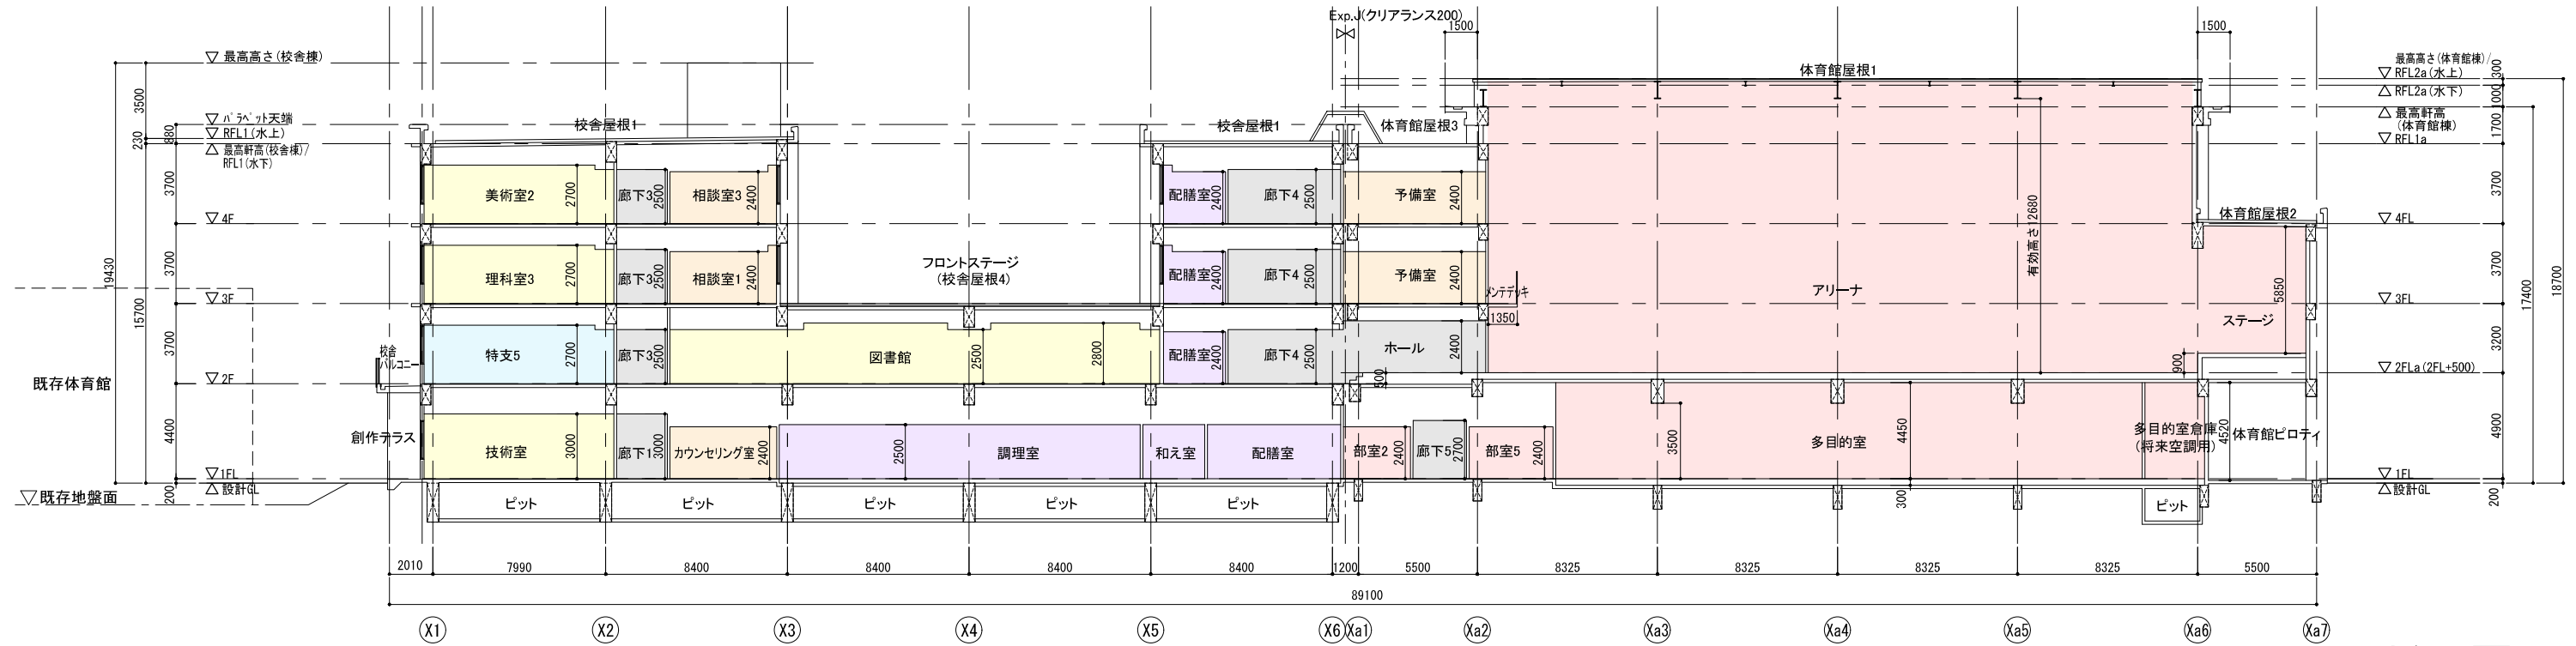 Exp.J(クリアランス200)
1500
1500
▽ 最高高さ(校舎棟)
最高高さ(体育館棟)/
▽ RFL2a(水上)
300
体育館屋根1
△ RFL2a(水下)
1000
3500
△ 最高軒高
(体育館棟)
1700
▽ パラペット天端
校舎屋根1
校舎屋根1
体育館屋根3
▽ RFL1(水上)
880
230
▽ RFL1a
△ 最高軒高(校舎棟)/
RFL1(水下)
3700
美術室2
2700
廊下3
2500
相談室3
2400
配膳室
2400
廊下4
2500
予備室
2400
3700
▽ 4F
体育館屋根2
▽ 4FL
有効高さ12680
19430
15700
3700
理科室3
2700
廊下3
2500
相談室1
2400
フロントステージ
(校舎屋根4)
配膳室
2400
廊下4
2500
予備室
2400
メンテデッキ
アリーナ
5850
3700
17400
18700
▽ 3F
▽ 3FL
1350
ステージ
3700
校舎
バルコニー
特支5
2700
廊下3
2500
図書館
2500
2800
配膳室
2400
廊下4
2500
ホール
2400
3200
900
既存体育館
▽ 2F
500
▽ 2FLa(2FL+500)
4400
創作テラス
技術室
3000
廊下1
3000
カウンセリング室
2400
2500
調理室
和え室
配膳室
部室2
2400
廊下5
2700
部室5
2400
3500
多目的室
4450
多目的室倉庫
(将来空調用)
4520
体育館ピロティ
4900
▽ 1FL
△ 設計GL
200
▽ 1FL
△ 設計GL
200
▽既存地盤面
300
ピット
ピット
ピット
ピット
ピット
ピット
2010
7990
8400
8400
8400
8400
1200
5500
8325
8325
8325
8325
5500
89100
X1
X2
X3
X4
X5
X6
Xa1
Xa2
Xa3
Xa4
Xa5
Xa6
Xa7